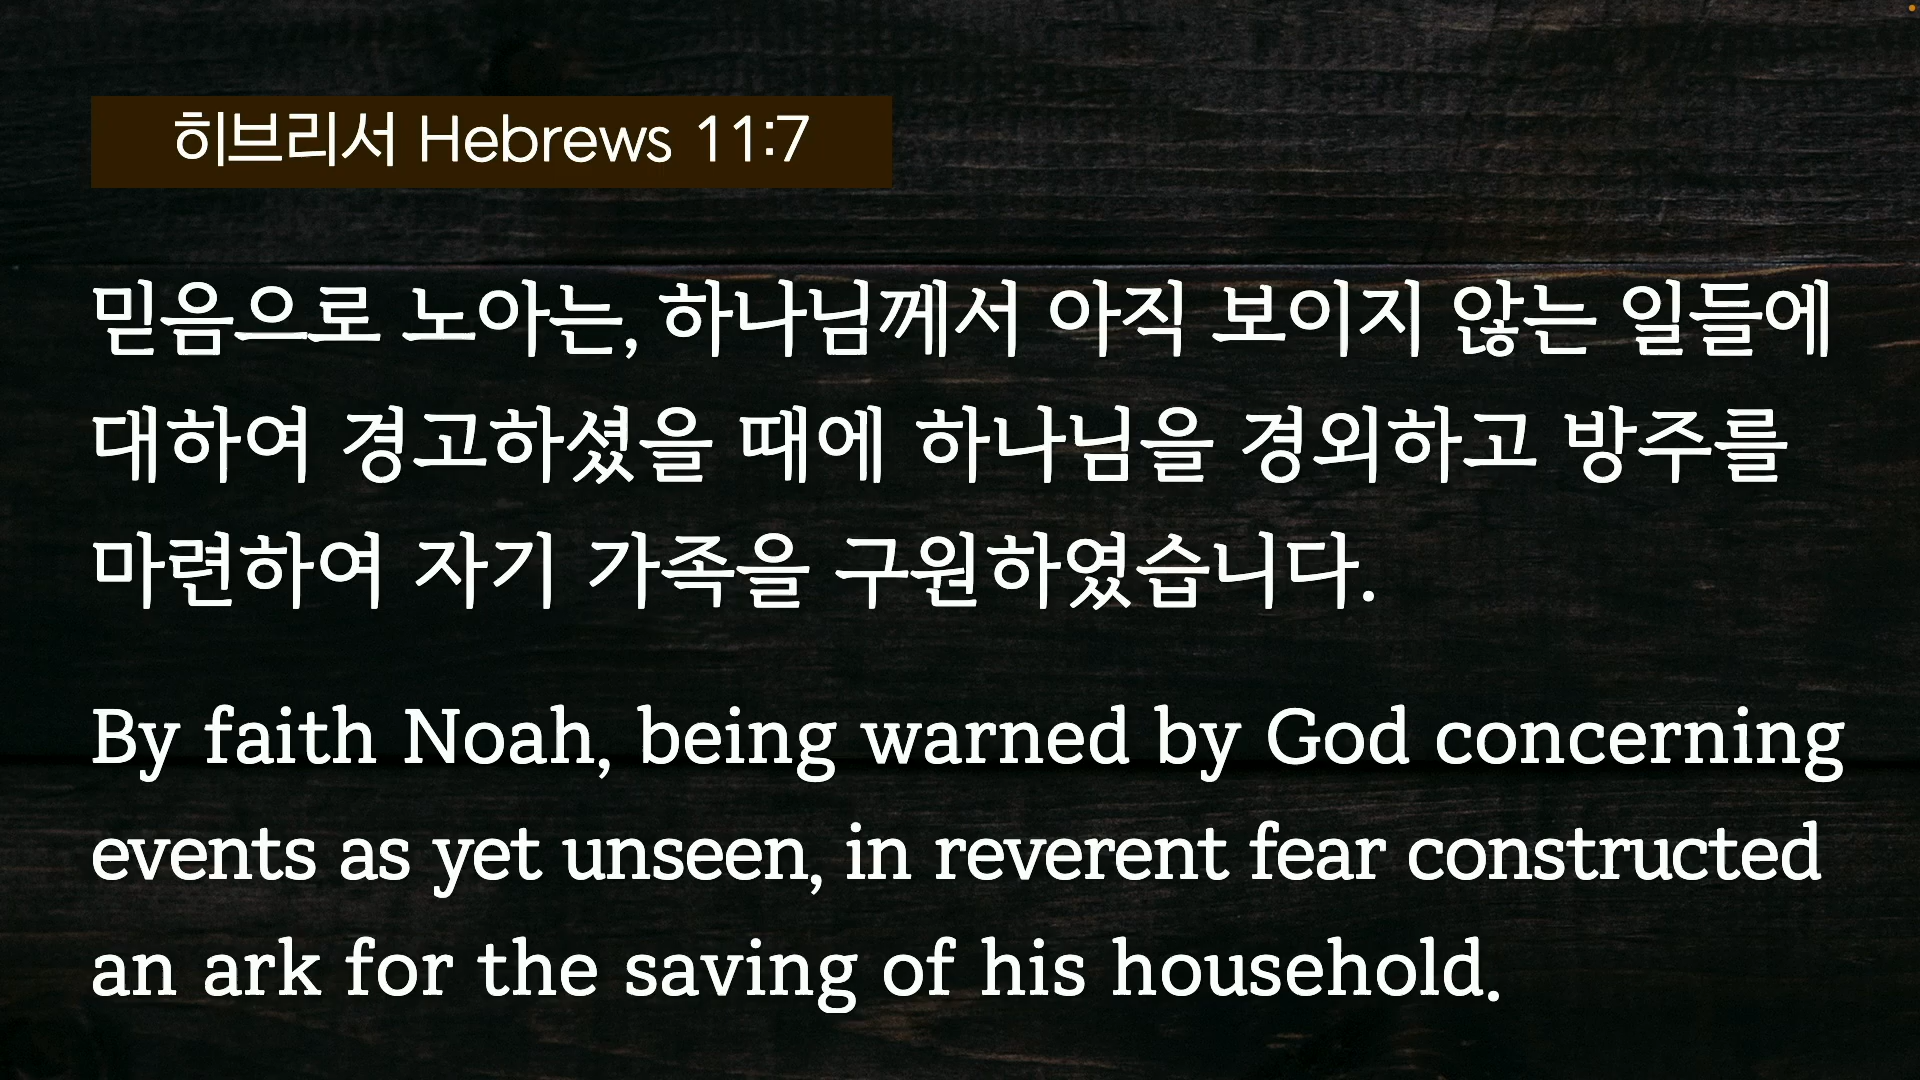 히브리서 Hebrews 11:7
믿음으로 노아는, 하나님께서 아직 보이지 않는 일들에
대하여 경고하셨을 때에 하나님을 경외하고 방주를
마련하여 자기 가족을 구원하였습니다.
By faith Noah, being warned by God concerning
events as yet unseen, in reverent fear constructed
an ark for the saving of his household.